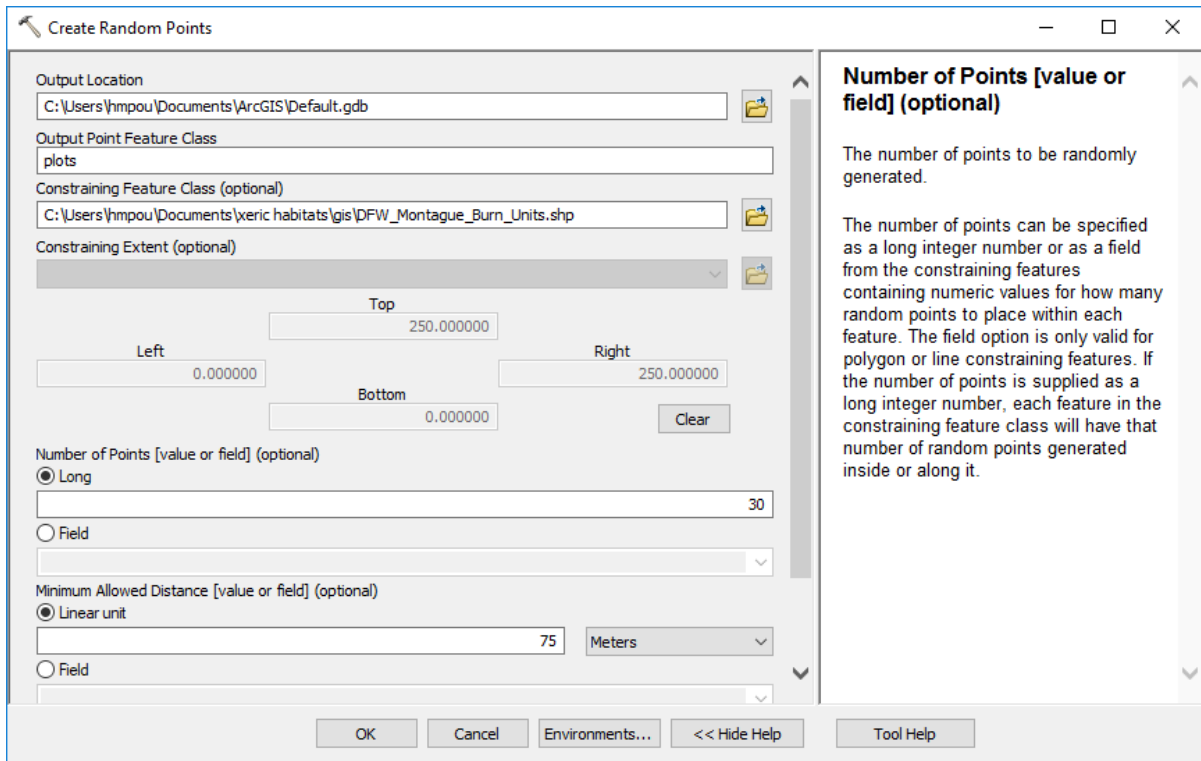 Create Random Points
Output Location
C:\Users\hmpou\Documents\ArcGIS\Default.gdb
Output Point Feature Class
plots
Constraining Feature Class (optional)
C:\Users\hmpou\Documents\xeric habitats\gis\DFW_Montague_Burn_Units.shp
Constraining Extent (optional)
Top
250.000000
Left
Right
0.000000
250.000000
Bottom
0.000000
Clear
Number of Points [value or field] (optional)
Long
30
Field
Minimum Allowed Distance [value or field] (optional)
Linear unit
75
Meters
Field
OK
Cancel
Environments...
<< Hide Help
Tool Help
Number of Points [value or
field] (optional)
The number of points to be randomly
generated.
The number of points can be specified
as a long integer number or as a field
from the constraining features
containing numeric values for how many
random points to place within each
feature. The field option is only valid for
polygon or line constraining features. If
the number of points is supplied as a
long integer number, each feature in the
constraining feature class will have that
number of random points generated
inside or along it.